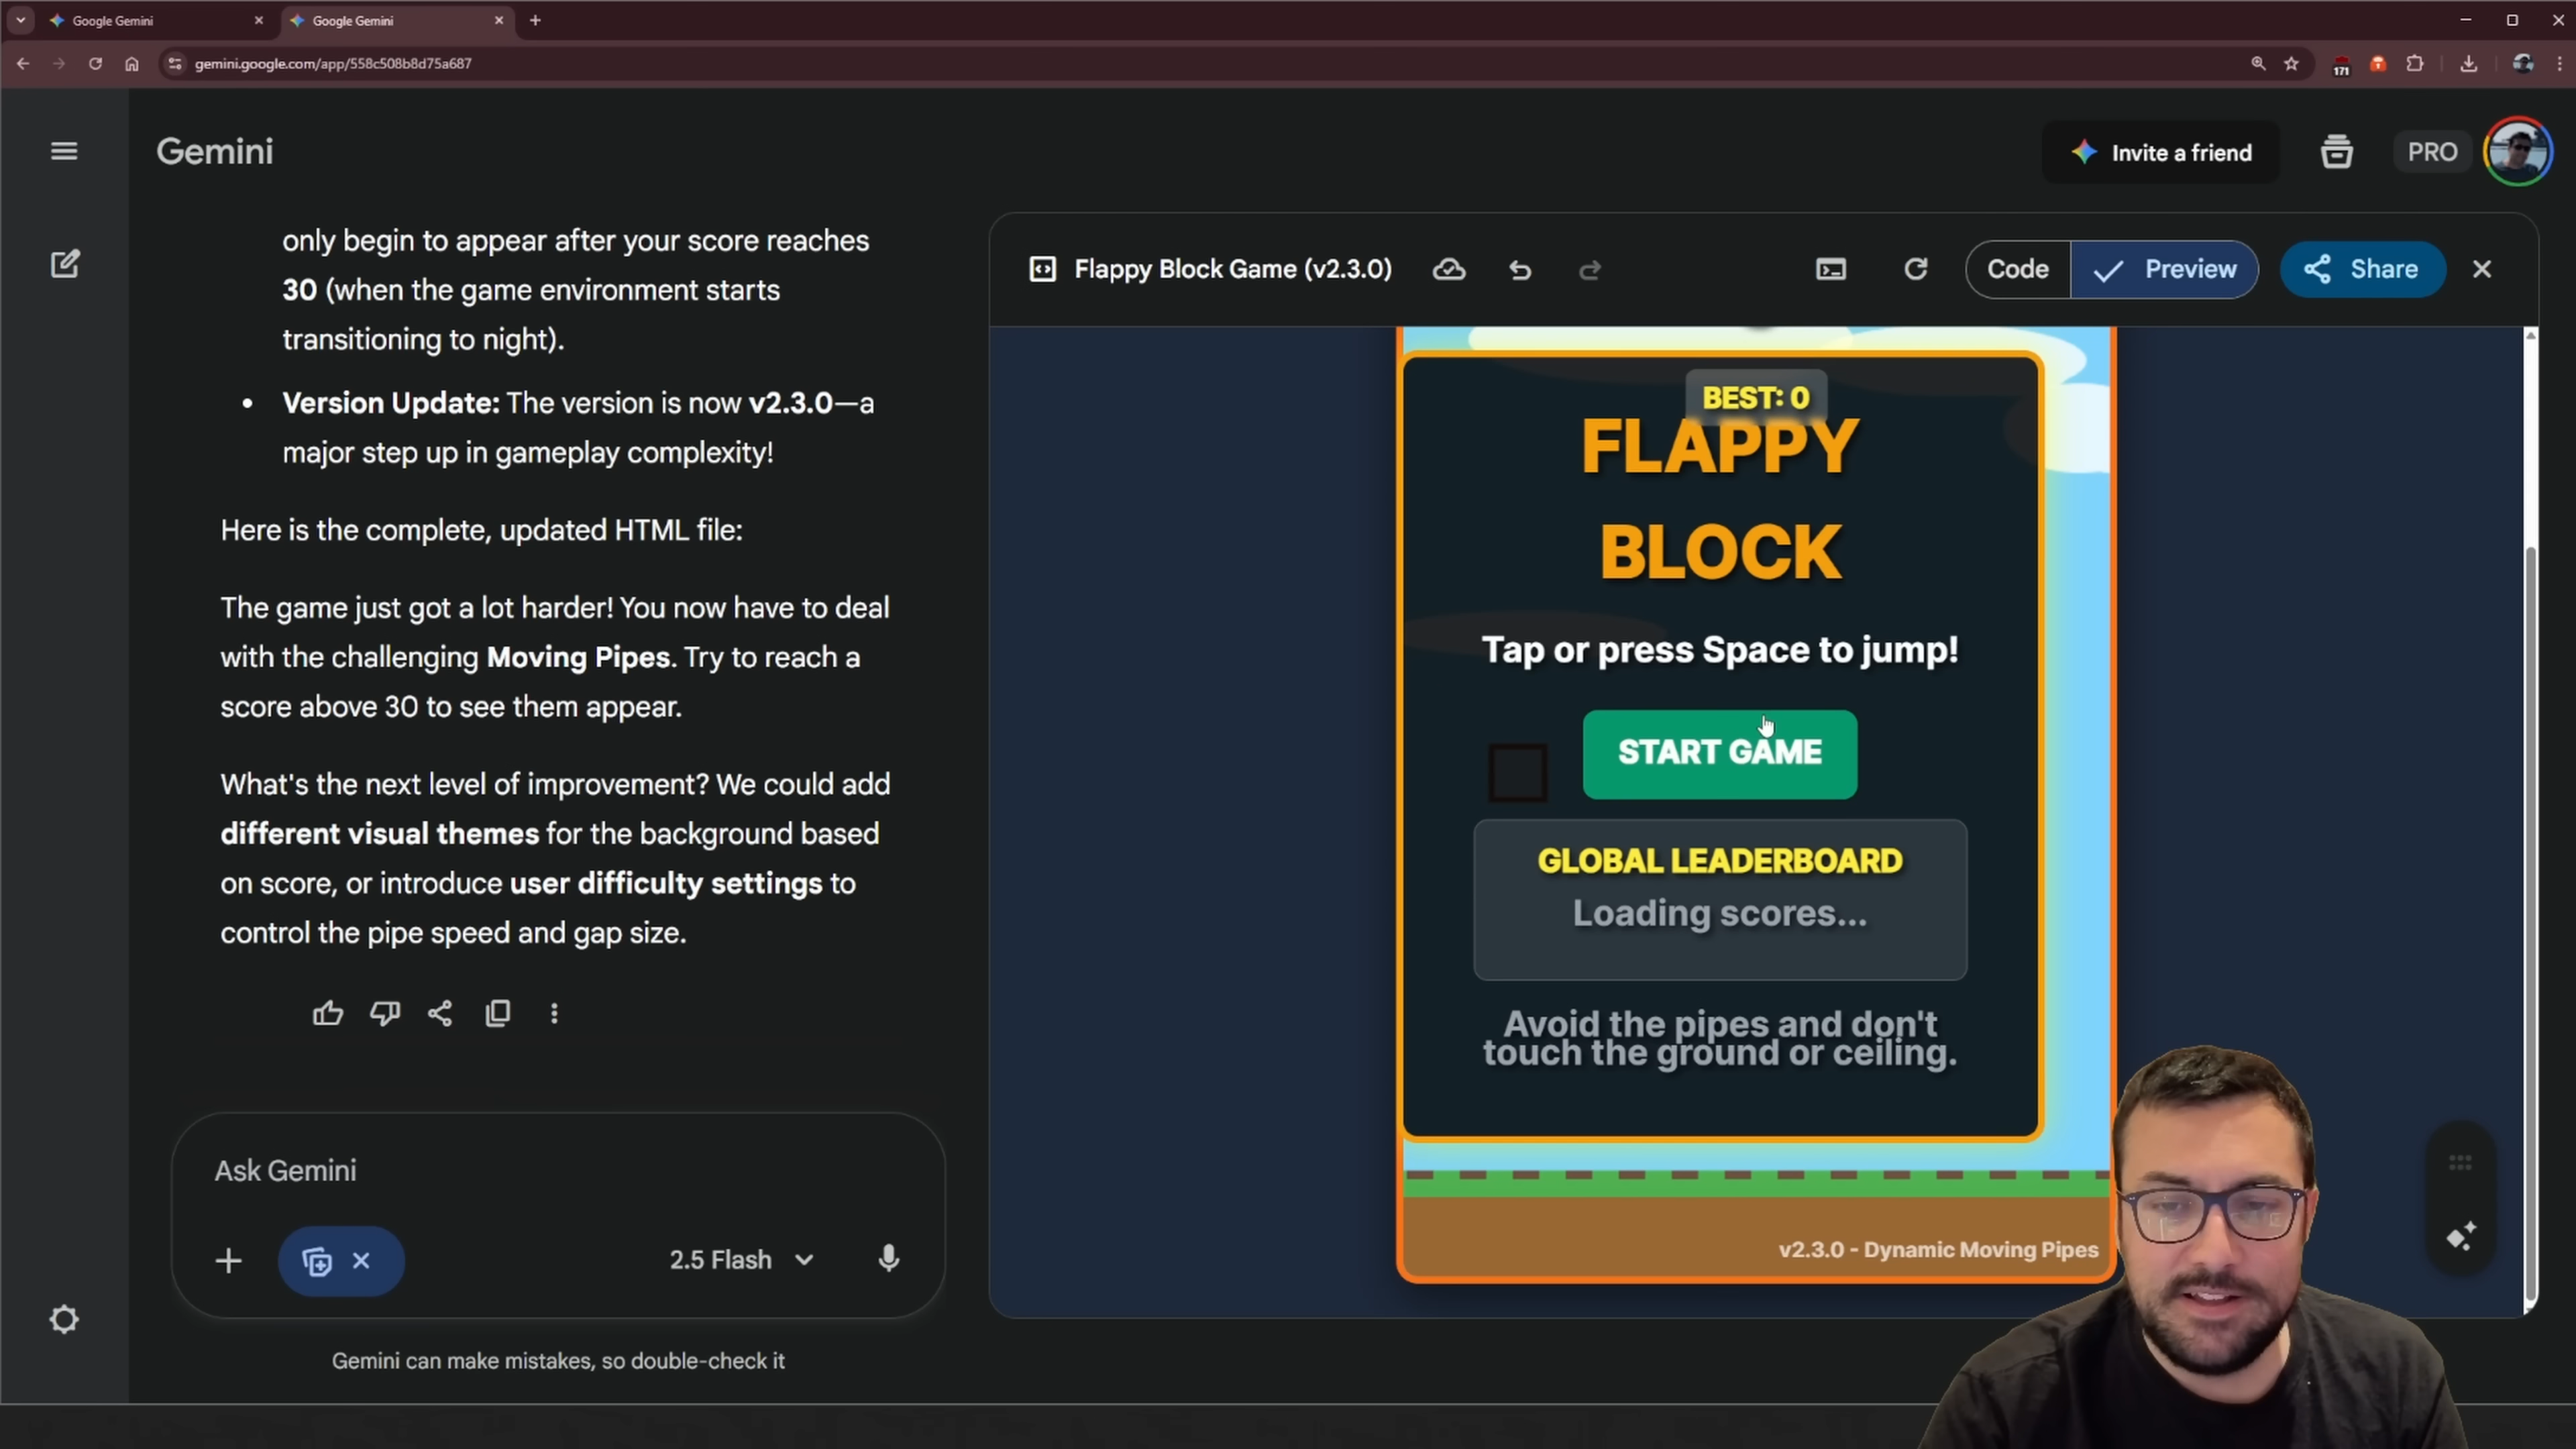 Google Gemini
Google Gemini
gemini.google.com/app/558c508b8d75a687
171
Gemini
Invite a friend
PRO
only begin to appear after your score reaches
30 (when the game environment starts
transitioning to night).
• Version Update: The version is now v2.3.0—a
major step up in gameplay complexity!
Here is the complete, updated HTML file:
The game just got a lot harder! You now have to deal
with the challenging Moving Pipes. Try to reach a
score above 30 to see them appear.
What's the next level of improvement? We could add
different visual themes for the background based
on score, or introduce user difficulty settings to
control the pipe speed and gap size.
Ask Gemini
2.5 Flash
Gemini can make mistakes, so double-check it
Flappy Block Game (v2.3.0)
Code
Preview
Share
BEST: 0
FLAPPY
BLOCK
Tap or press Space to jump!
START GAME
GLOBAL LEADERBOARD
Loading scores...
Avoid the pipes and don't
touch the ground or ceiling.
v2.3.0 - Dynamic Moving Pipes